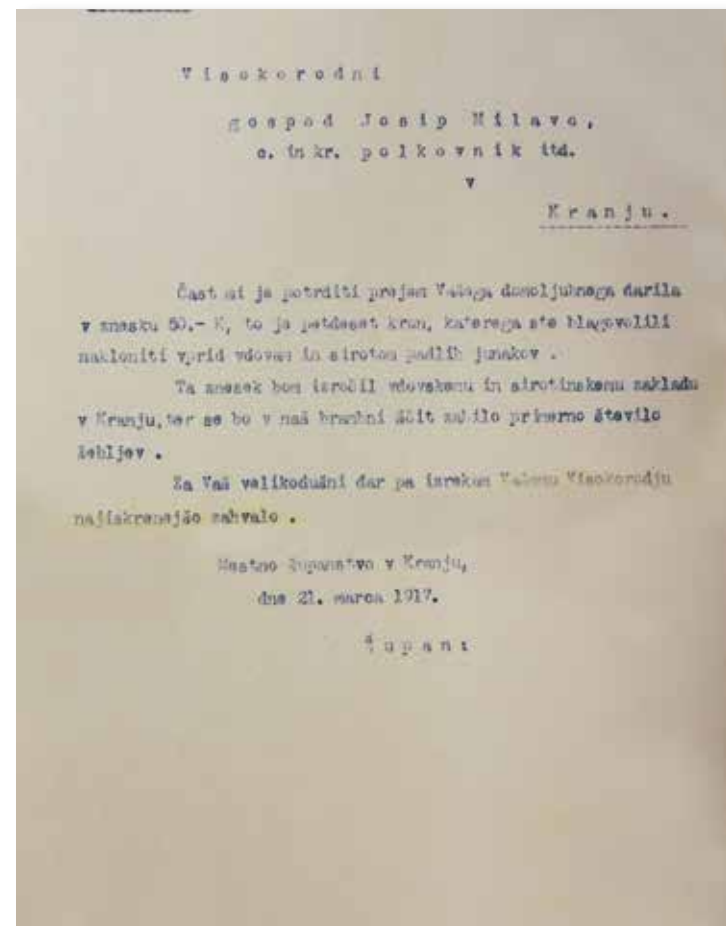 Visokorodni
gospod Josip Milavc,
c. in kr. polkovnik itd.
v
Kranju.
Čast mi je potrditi prejem Vašega domoljubnega darila
v znesku 50.- K, to je petdeset kron, katerega ste blagovolili
nakloniti vprid vdovam in sirotam padlih junakov .
Ta znesek bom izročil vdovskemu in sirotinskemu zakladu
v Kranju, ter se bo v naš brambni ščit zabilo primerno število
žebljev .
Za Vaš velikodušni dar pa izrekam Vašemu Visokorodju
najiskrenejšo zahvalo .
Mestno županstvo v Kranju,
dne 21. marca 1917.
Župan: